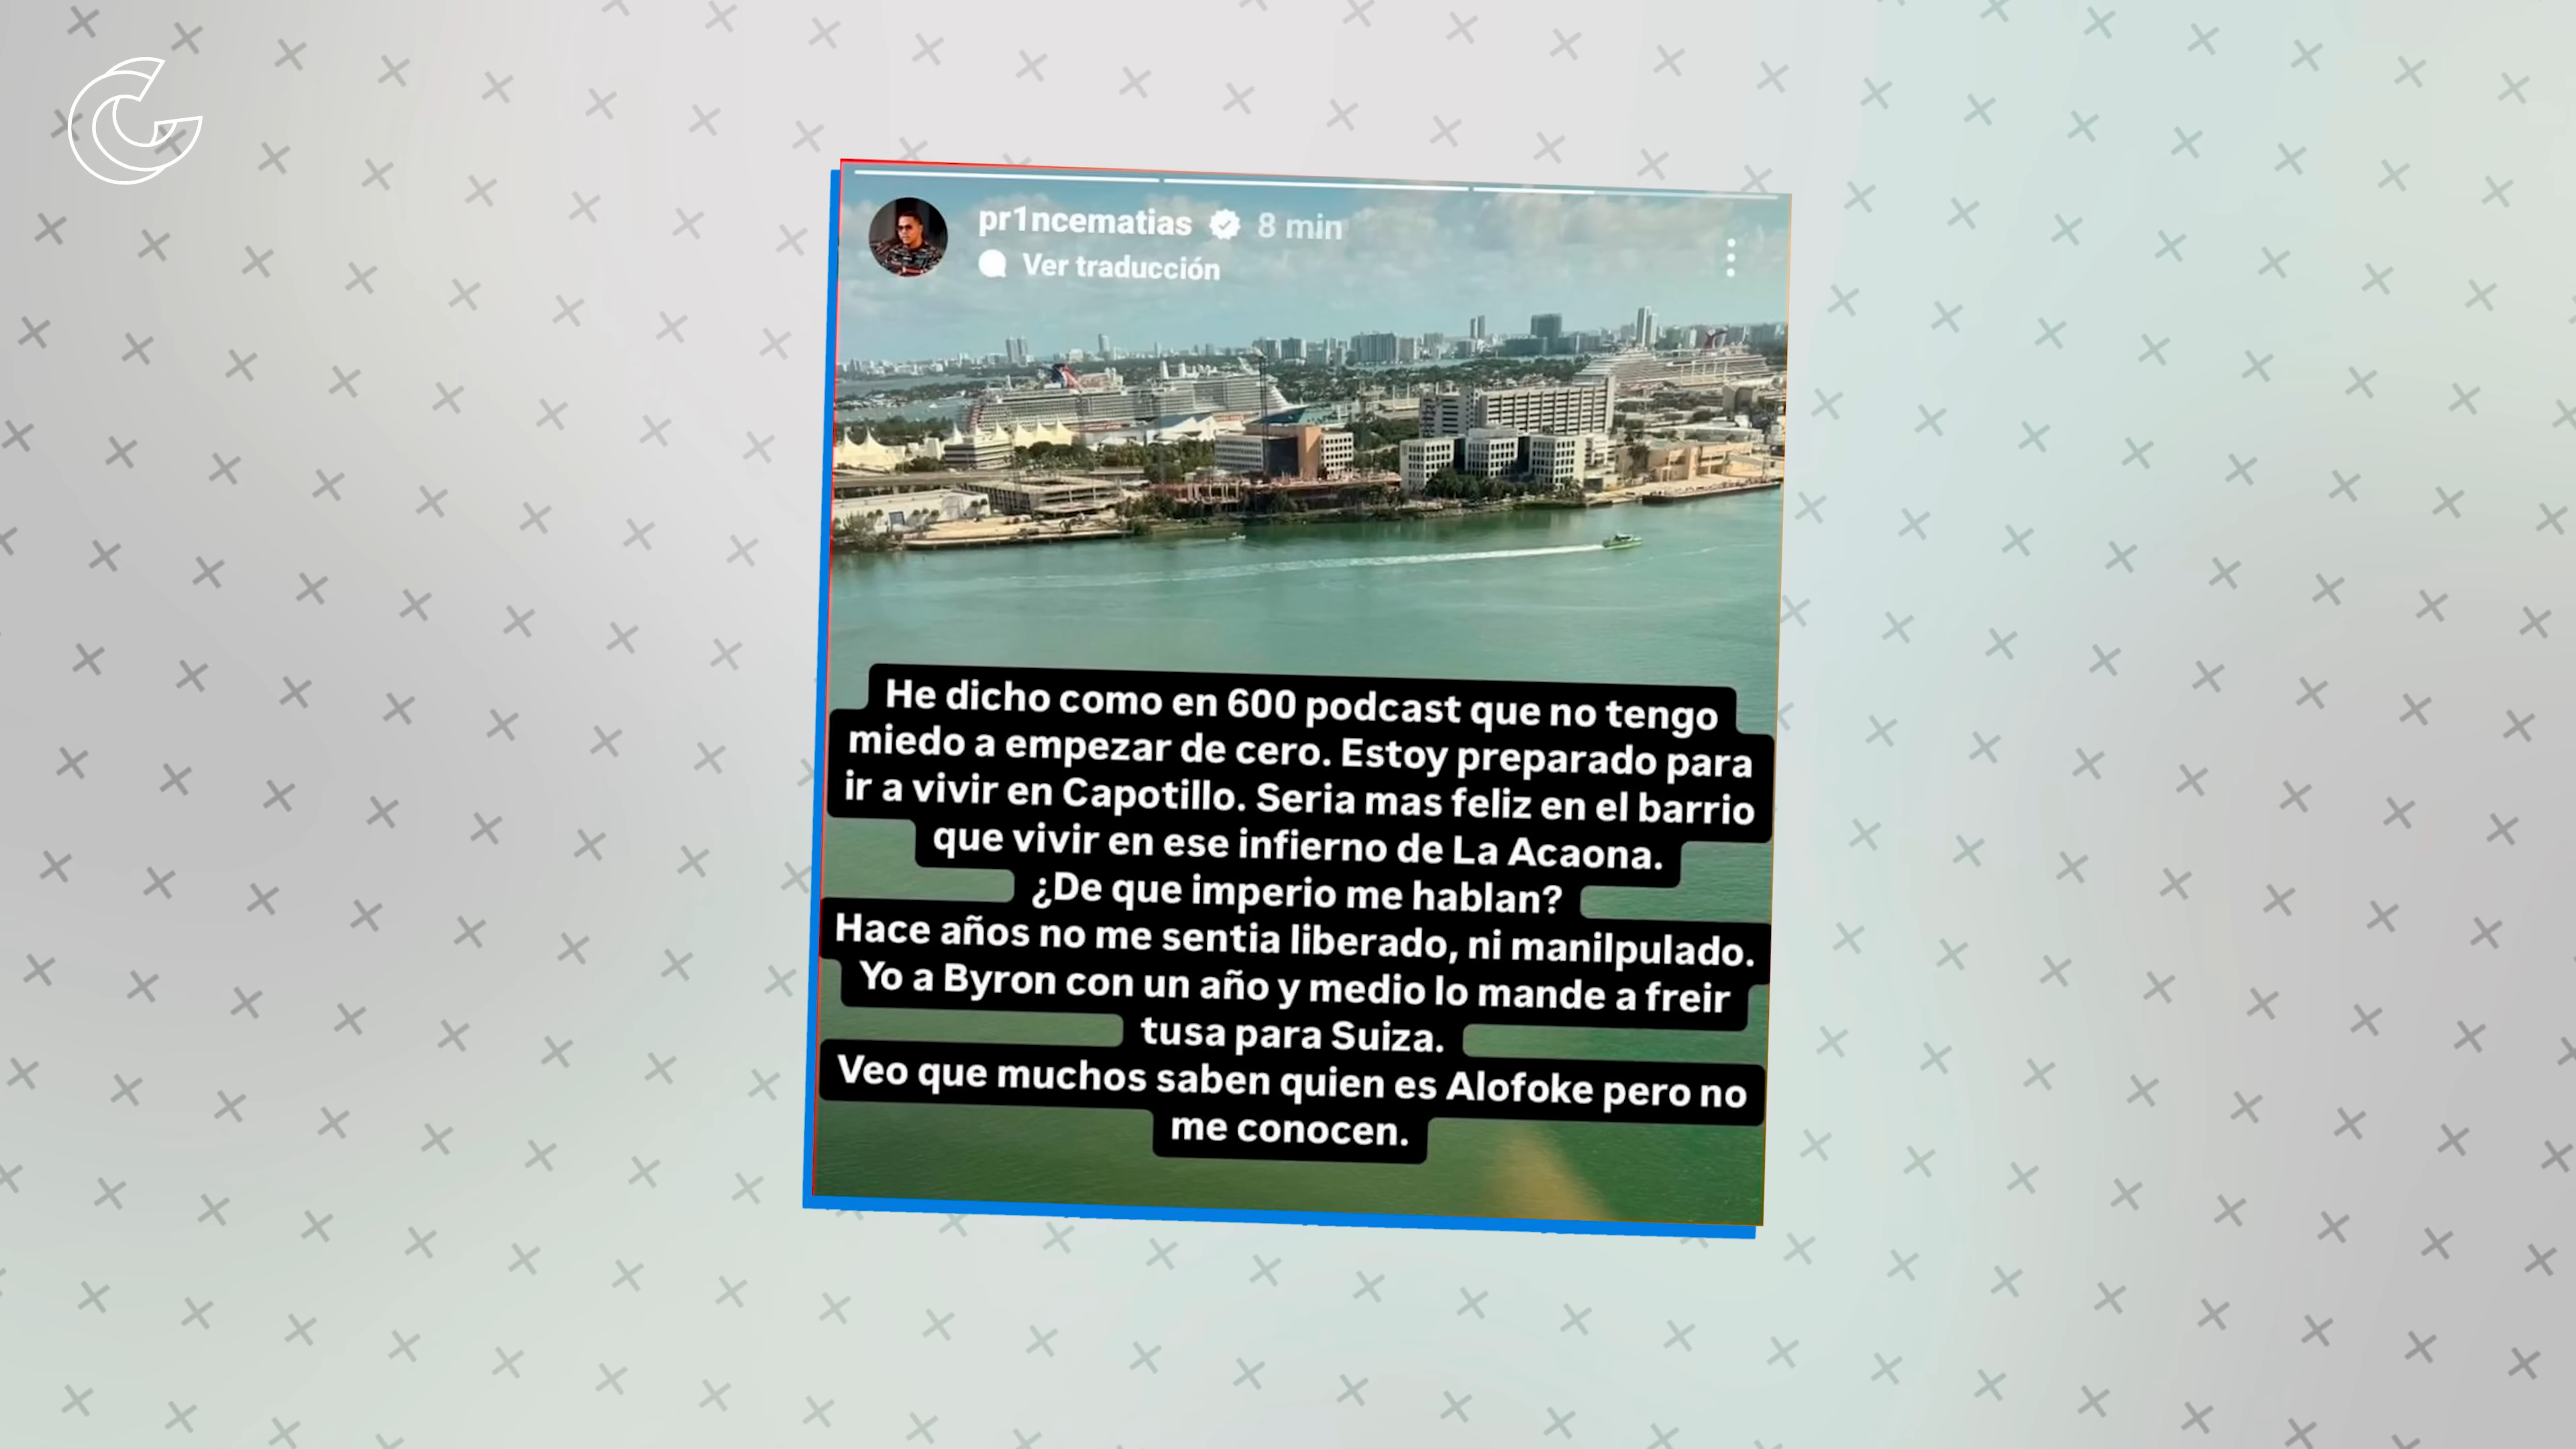 pr1ncematias 8 min
Ver traducción
He dicho como en 600 podcast que no tengo
miedo a empezar de cero. Estoy preparado para
ir a vivir en Capotillo. Seria mas feliz en el barrio
que vivir en ese infierno de La Acaona.
¿De que imperio me hablan?
Hace años no me sentia liberado, ni manilpulado.
Yo a Byron con un año y medio lo mande a freir
tusa para Suiza.
Veo que muchos saben quien es Alofoke pero no
me conocen.